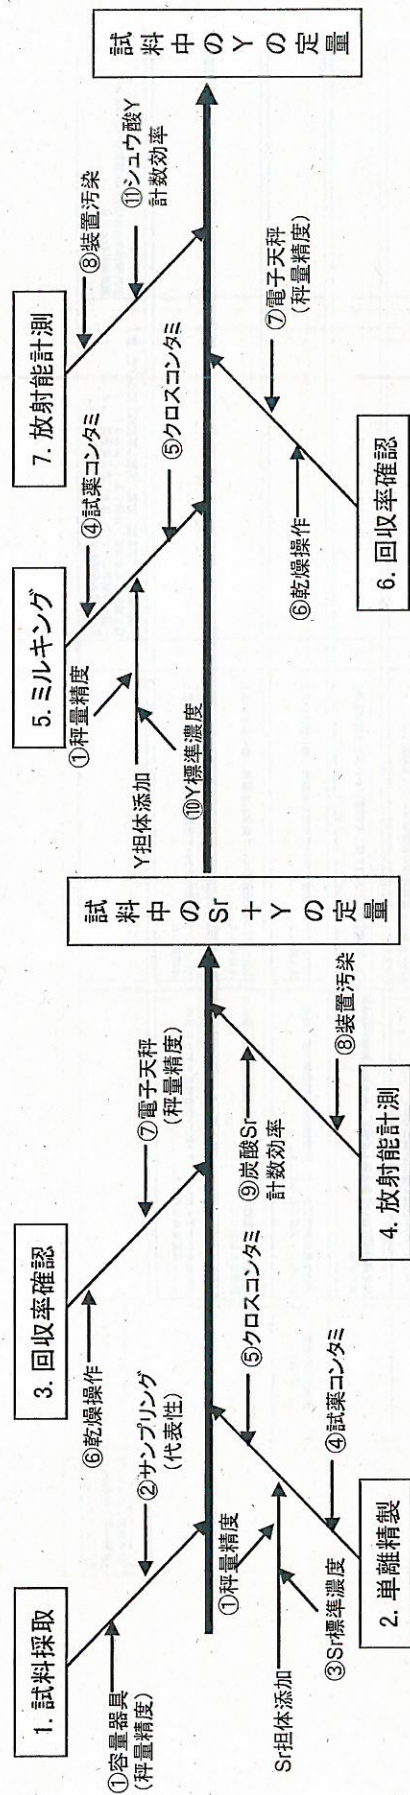 1. 試料採取
①容量器具
(秤量精度)
②サンプリング
(代表性)
3. 回収率確認
⑥乾燥操作
⑦電子天秤
(秤量精度)
2. 単離精製
Sr担体添加
①秤量精度
③Sr標準濃度
④試薬コンタミ
⑤クロスコンタミ
4. 放射能計測
⑨炭酸Sr
計数効率
⑧装置汚染
試料中のSr+Yの定量
5. ミルキング
①秤量精度
Y担体添加
⑩Y標準濃度
④試薬コンタミ
⑤クロスコンタミ
7. 放射能計測
⑧装置汚染
⑪シュウ酸Y
計数効率
6. 回収率確認
⑥乾燥操作
⑦電子天秤
(秤量精度)
試料中のYの定量